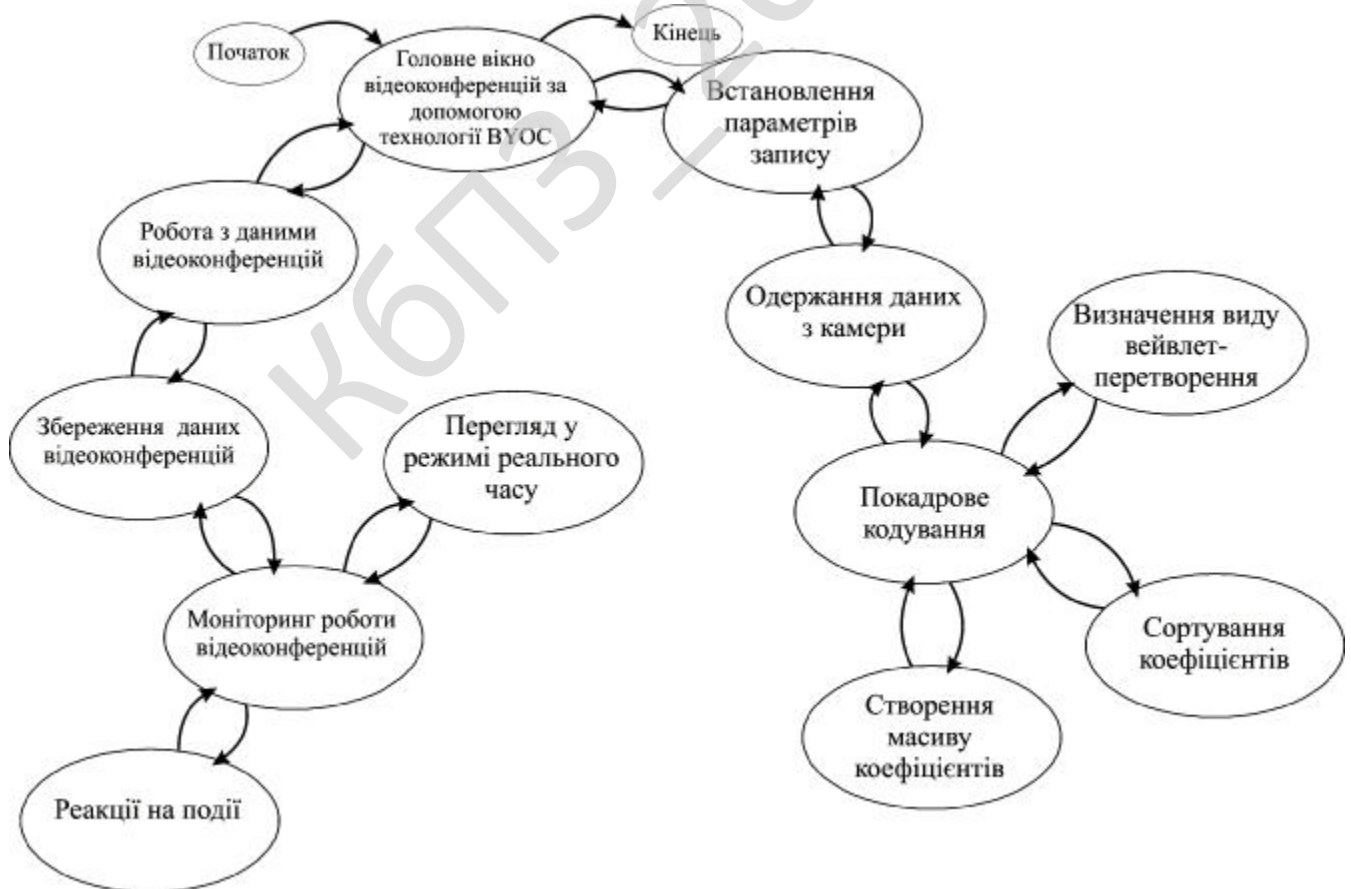 Початок
Кінець
Головне вікно
відеоконференцій за
допомогою
технології BYOC
Встановлення
параметрів
запису
Робота з даними
відеоконференцій
Одержання даних
з камери
Визначення виду
вейвлет-
перетворення
Збереження даних
відеоконференцій
Перегляд у
режимі реального
часу
Покадрове
кодування
Моніторинг роботи
відеоконференцій
Сортування
коефіцієнтів
Створення
масиву
коефіцієнтів
Реакції на події